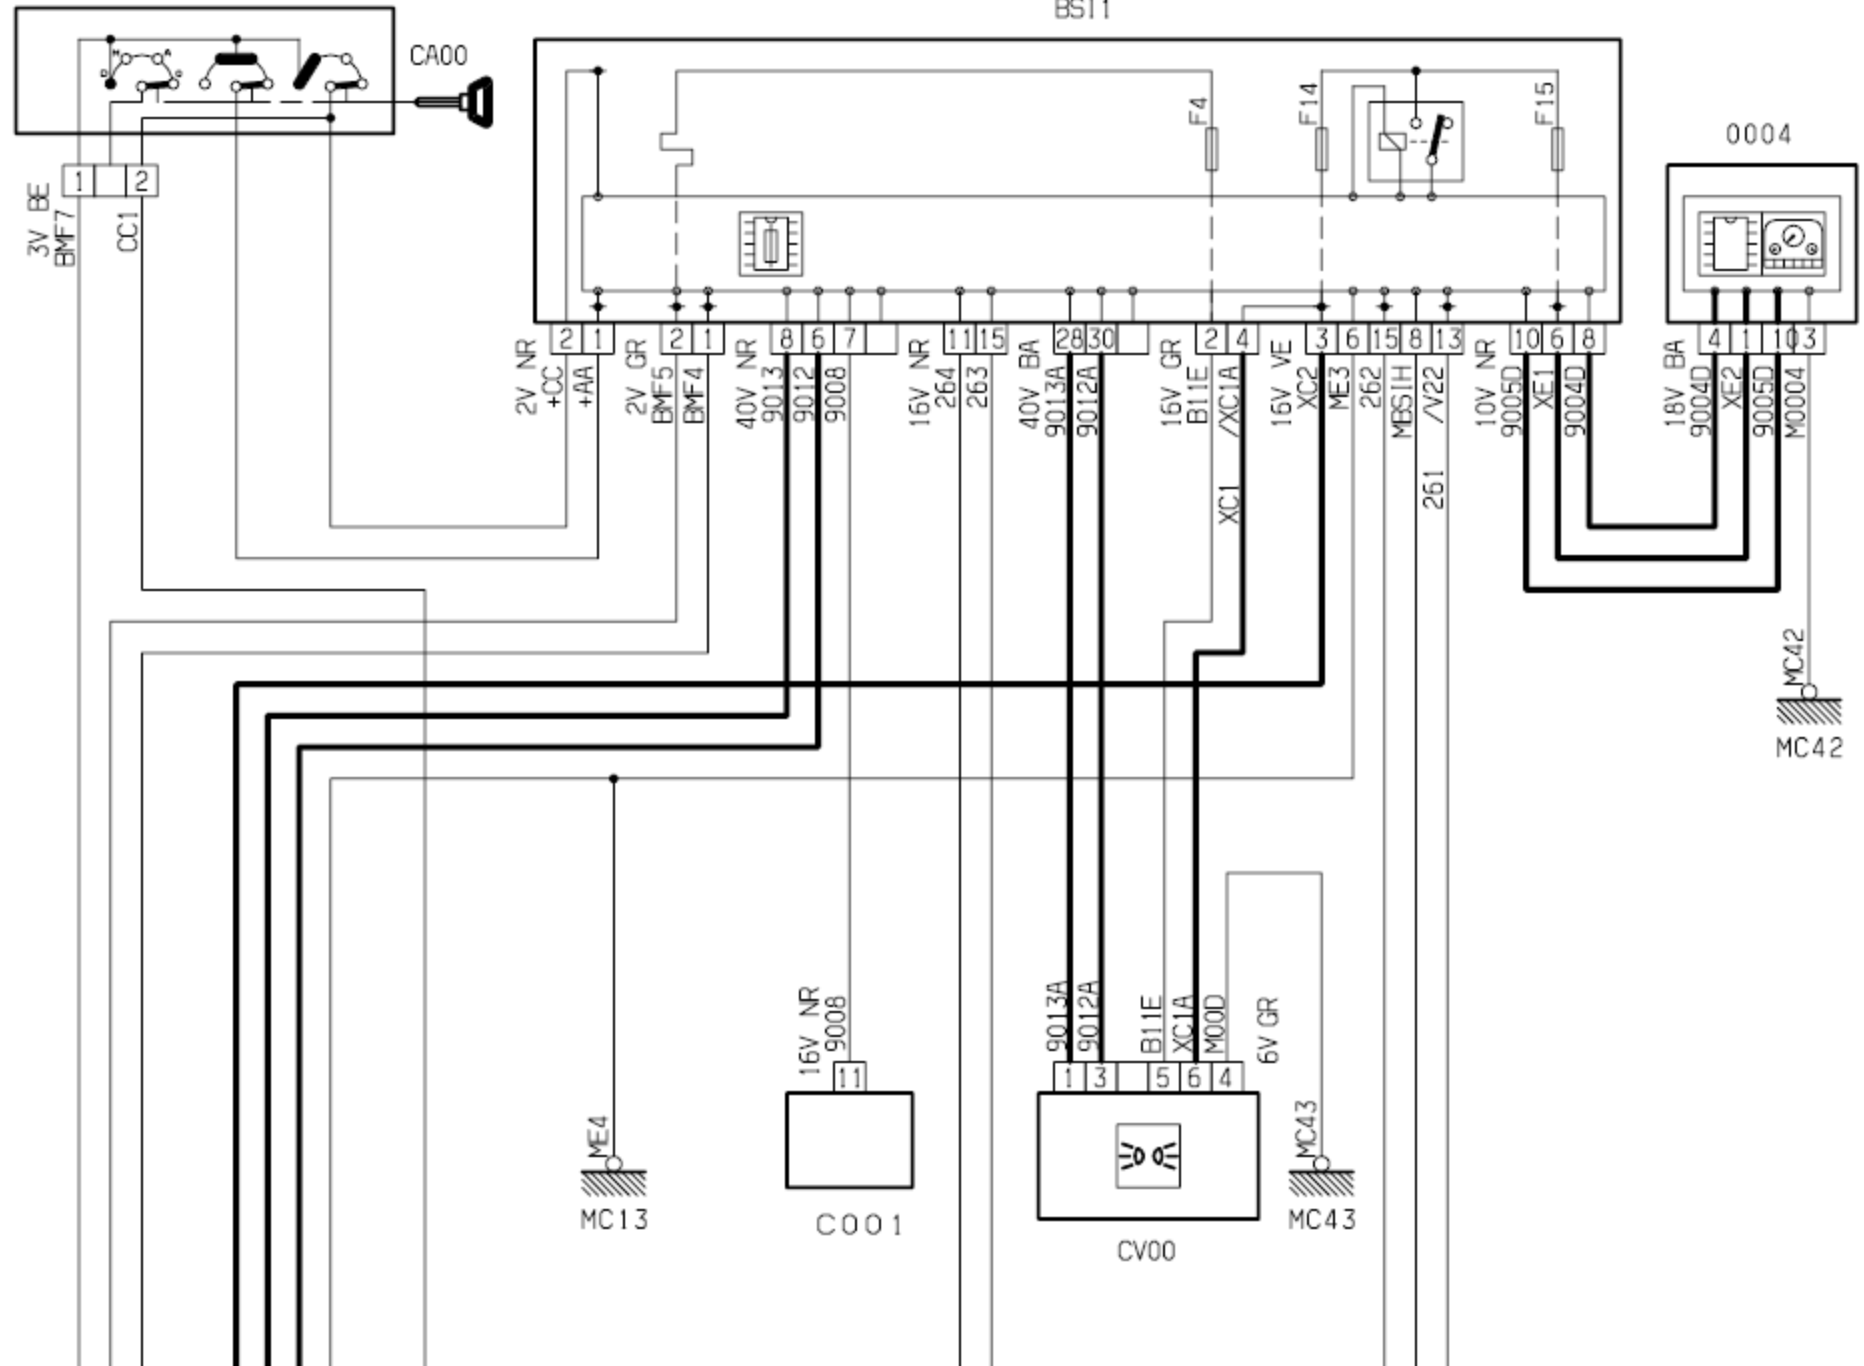 BSI1
CA00
H A
D G
F4
F14
F15
0004
1 2
3V BE
BMF7
CC1
2 1
2 1
8 6 7
11 15
28 30
2 4
3 6 15 8 13
10 6 8
4 1 10 3
2V NR
+CC
+AA
2V GR
BMF5
BMF4
40V NR
9013
9012
9008
16V NR
264
263
40V BA
9013A
9012A
16V GR
B11E
/XC1A
XC1
16V VE
XC2
ME3
262
MBSIH
/V22
261
10V NR
9005D
XE1
9004D
18V BA
9004D
XE2
9005D
M0004
MC42
MC42
16V NR
9008
11
C001
9013A
9012A
B11E
XC1A
M00D
6V GR
1 3 5 6 4
CV00
ME4
MC13
MC43
MC43